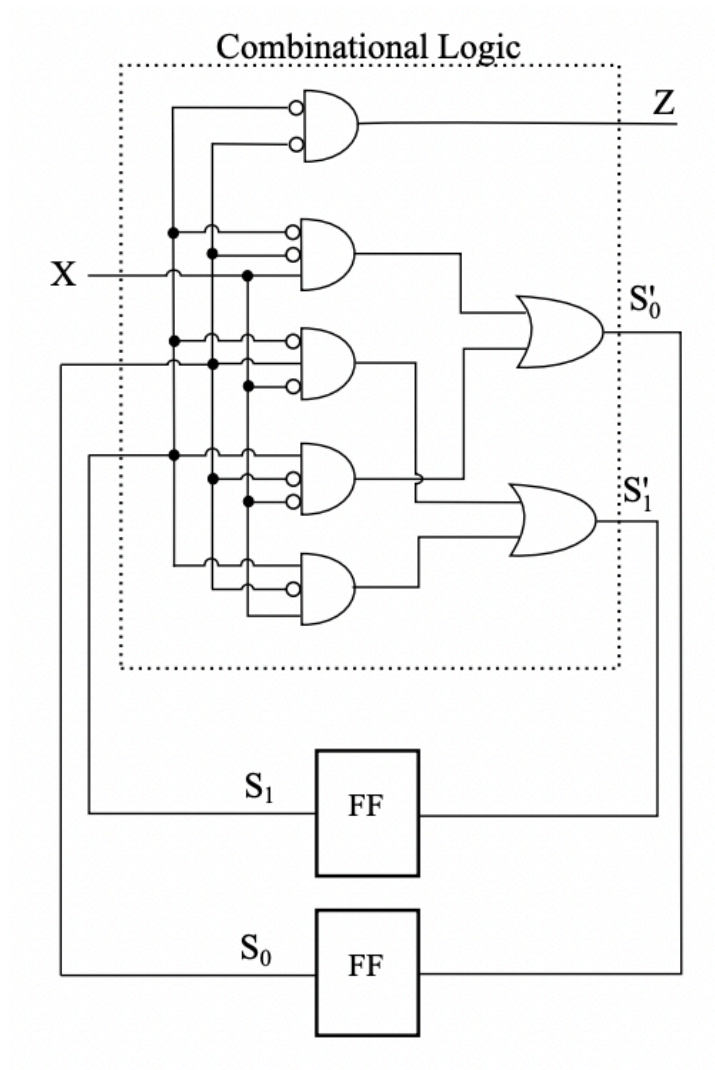 Combinational Logic
Z
X
S'₀
S'₁
S₁
FF
S₀
FF